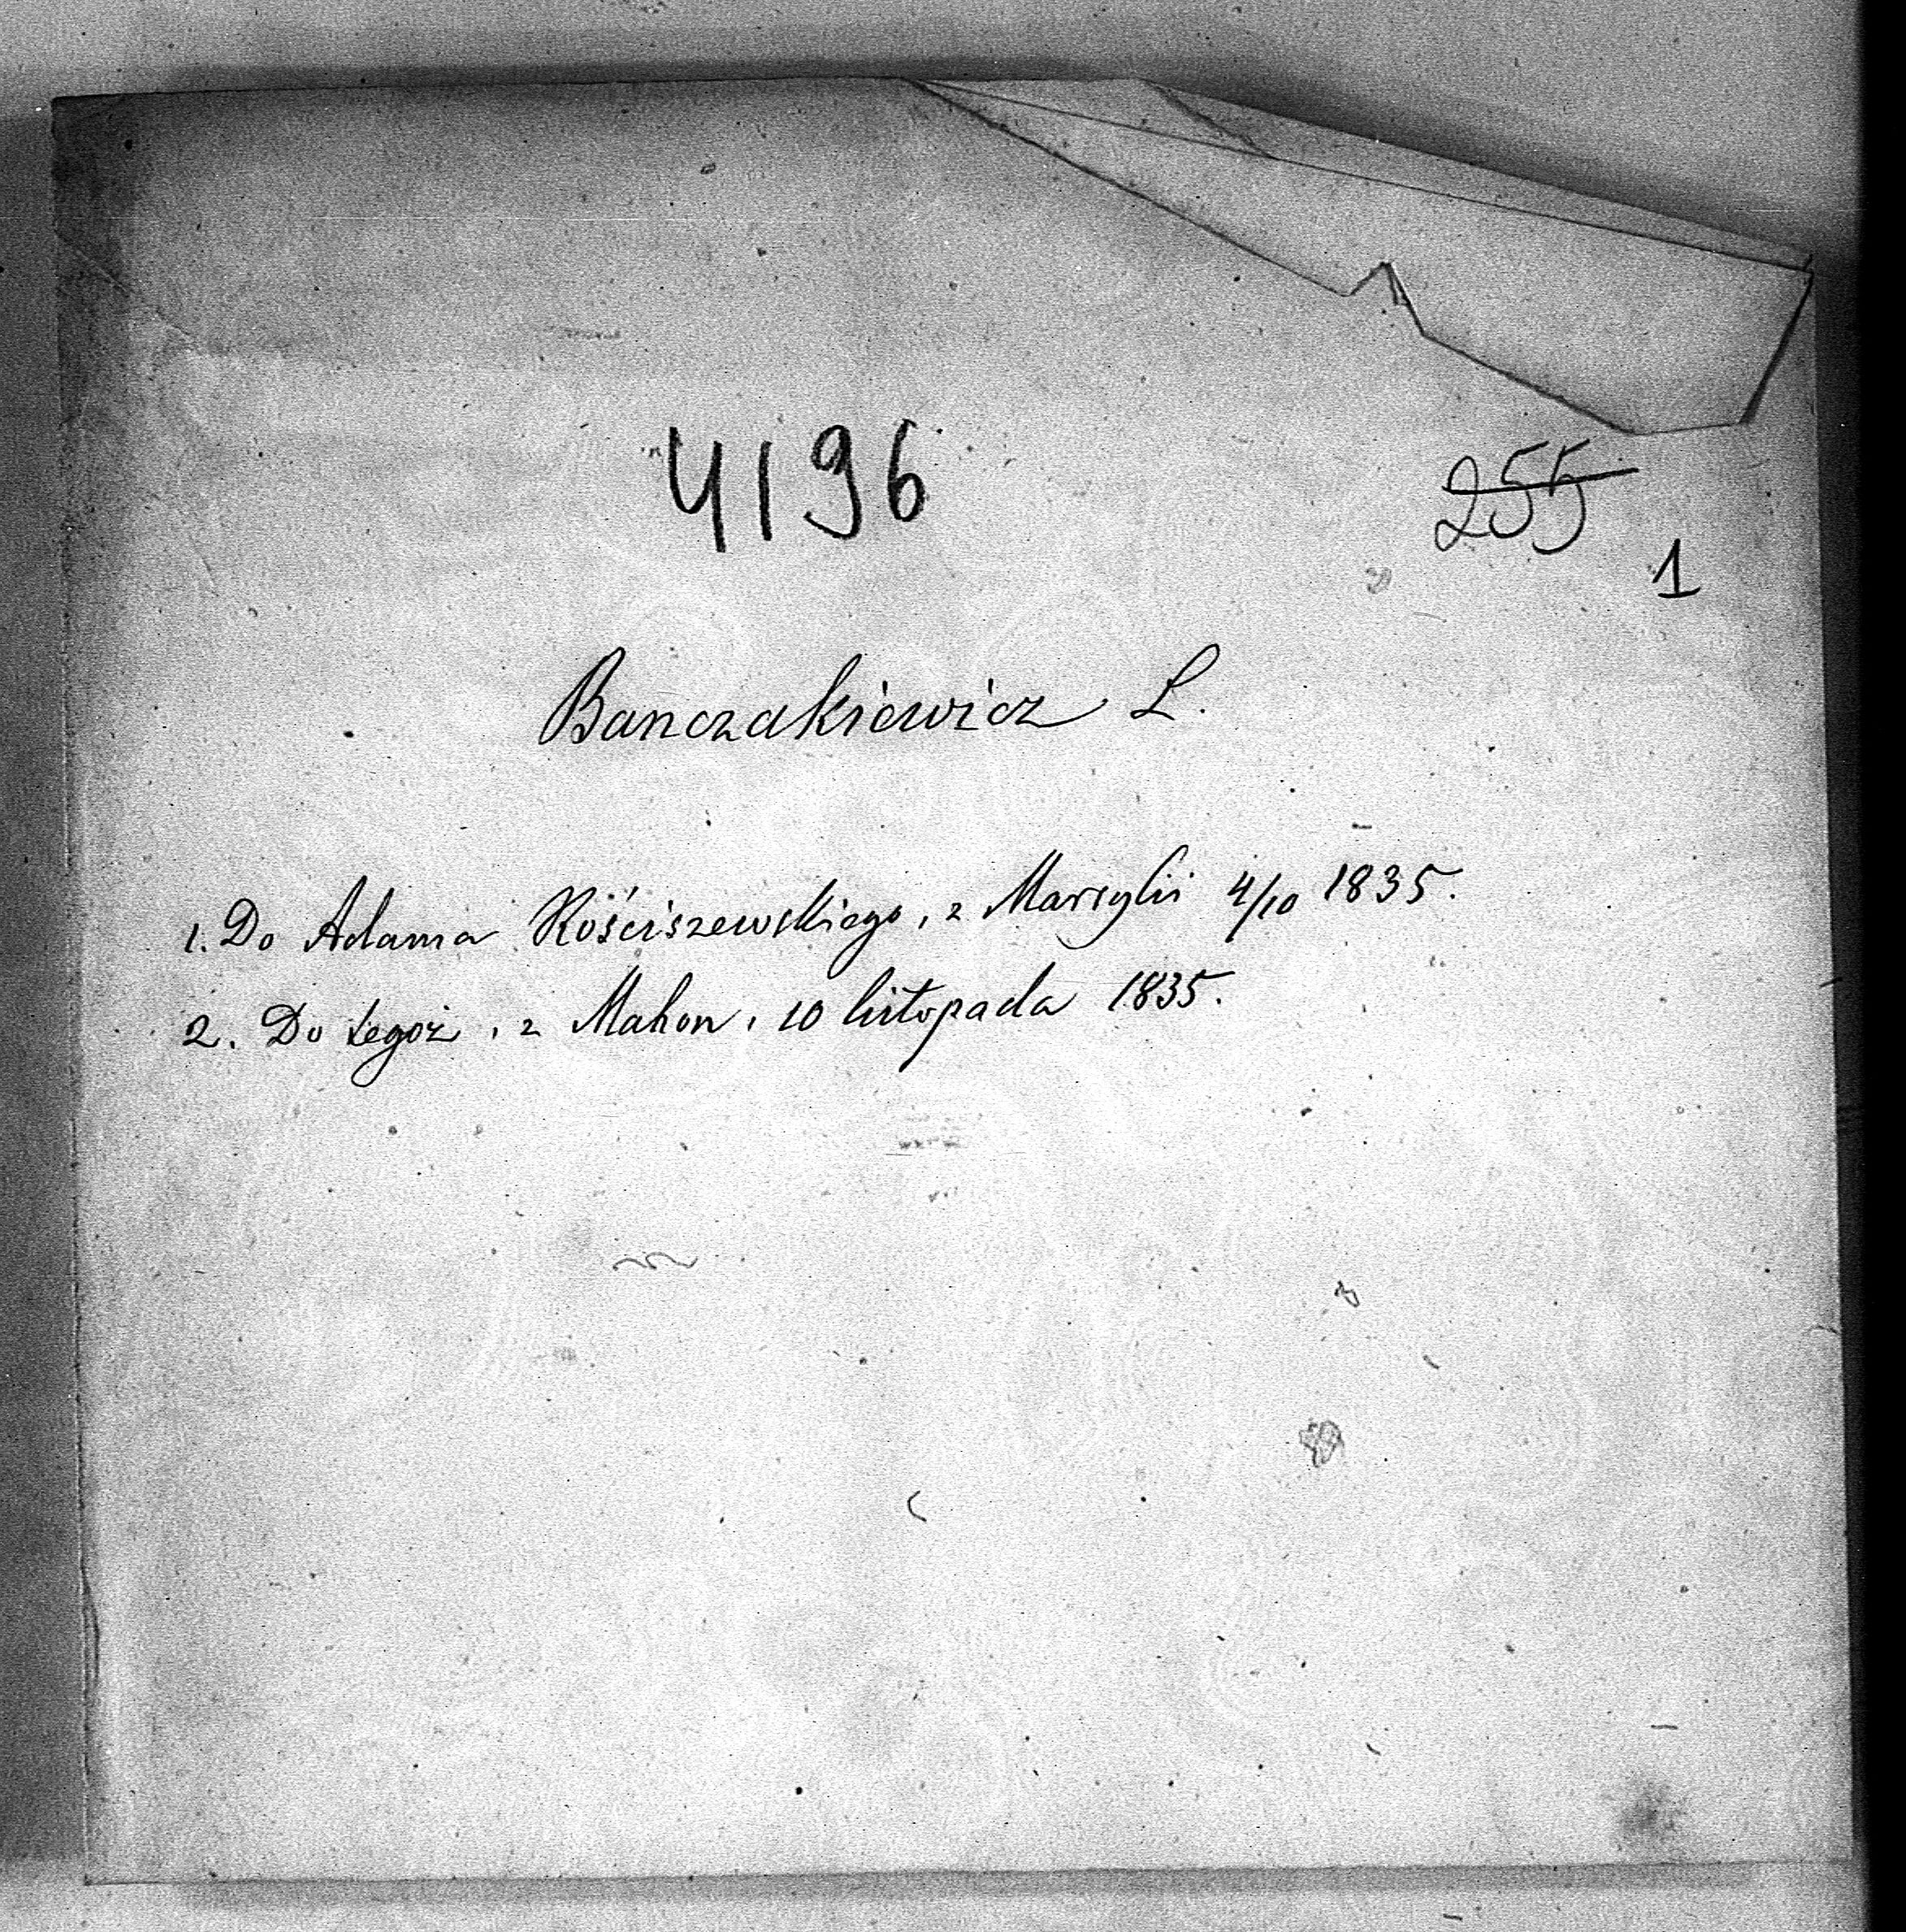 4196
255
1
Banczakiewicz L.
1. Do Adama Kościszewskiego, z Marsylii 4/10 1835.
2. Do tegoż, z Mahon, 10 listopada 1835.